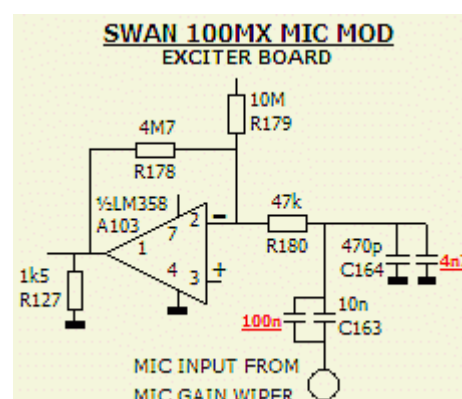 SWAN 100MX MIC MOD
EXCITER BOARD
10M
R179
4M7
R178
½LM358
A103
7
2
-
1
4
3
+
47k
R180
470p
C164
4n
1k5
R127
100n
10n
C163
MIC INPUT FROM
MIC GAIN WIPER